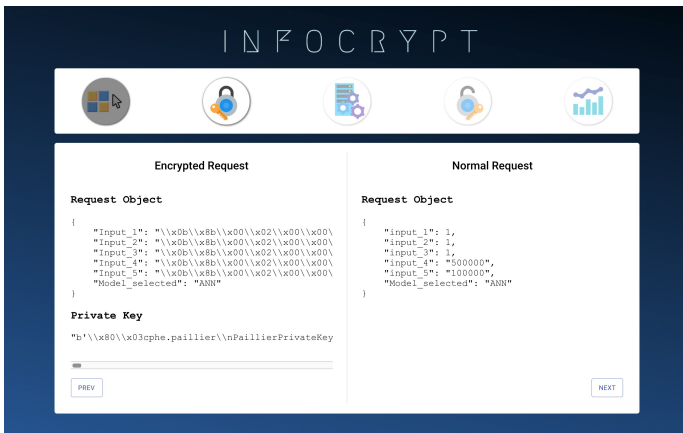 INFOCRYPT
Encrypted Request
Request Object
{
"Input_1": "\\x0b\\x8b\\x00\\x02\\x00\\x00\
"Input_2": "\\x0b\\x8b\\x00\\x02\\x00\\x00\
"Input_3": "\\x0b\\x8b\\x00\\x02\\x00\\x00\
"Input_4": "\\x0b\\x8b\\x00\\x02\\x00\\x00\
"Input_5": "\\x0b\\x8b\\x00\\x02\\x00\\x00\
"Model_selected": "ANN"
}
Private Key
"b'\\x80\\x03cphe.paillier\\nPaillierPrivateKey
PREV
Normal Request
Request Object
{
"input_1": 1,
"input_2": 1,
"input_3": 1,
"input_4": "500000",
"input_5": "100000",
"Model_selected": "ANN"
}
NEXT